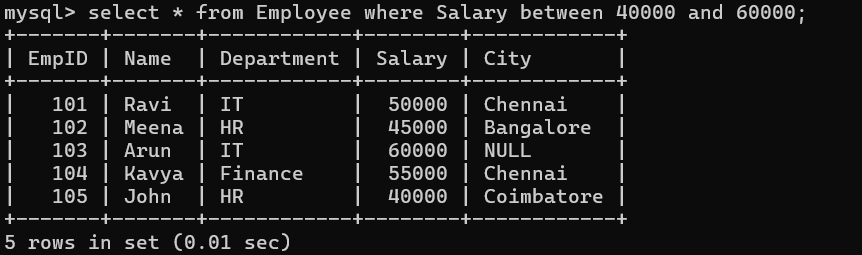 mysql> select * from Employee where Salary between 40000 and 60000;
+-------+-------+------------+--------+------------+
| EmpID | Name  | Department | Salary | City       |
+-------+-------+------------+--------+------------+
|   101 | Ravi  | IT         |  50000 | Chennai    |
|   102 | Meena | HR         |  45000 | Bangalore  |
|   103 | Arun  | IT         |  60000 | NULL       |
|   104 | Kavya | Finance    |  55000 | Chennai    |
|   105 | John  | HR         |  40000 | Coimbatore |
+-------+-------+------------+--------+------------+
5 rows in set (0.01 sec)